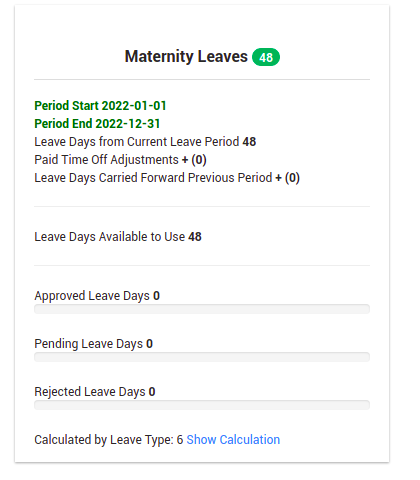 Maternity Leaves 48
Period Start 2022-01-01
Period End 2022-12-31
Leave Days from Current Leave Period 48
Paid Time Off Adjustments + (0)
Leave Days Carried Forward Previous Period + (0)
Leave Days Available to Use 48
Approved Leave Days 0
Pending Leave Days 0
Rejected Leave Days 0
Calculated by Leave Type: 6 Show Calculation